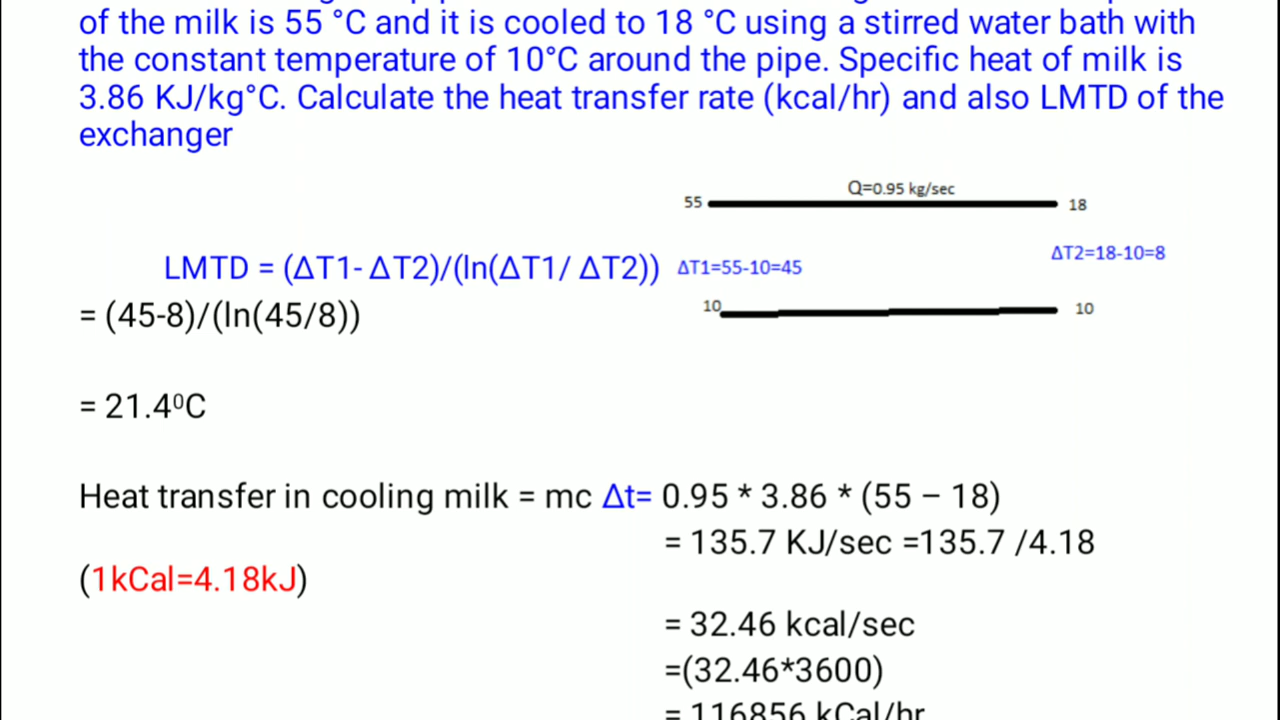 of the milk is 55 °C and it is cooled to 18 °C using a stirred water bath with
the constant temperature of 10°C around the pipe. Specific heat of milk is
3.86 KJ/kg°C. Calculate the heat transfer rate (kcal/hr) and also LMTD of the
exchanger
Q=0.95 kg/sec
55
18
LMTD = (ΔT1- ΔT2)/(ln(ΔT1/ ΔT2))
ΔT1=55-10=45
ΔT2=18-10=8
= (45-8)/(ln(45/8))
10
10
= 21.4⁰C
Heat transfer in cooling milk = mc Δt= 0.95 * 3.86 * (55 – 18)
= 135.7 KJ/sec =135.7 /4.18
(1kCal=4.18kJ)
= 32.46 kcal/sec
=(32.46*3600)
= 116856 kCal/hr